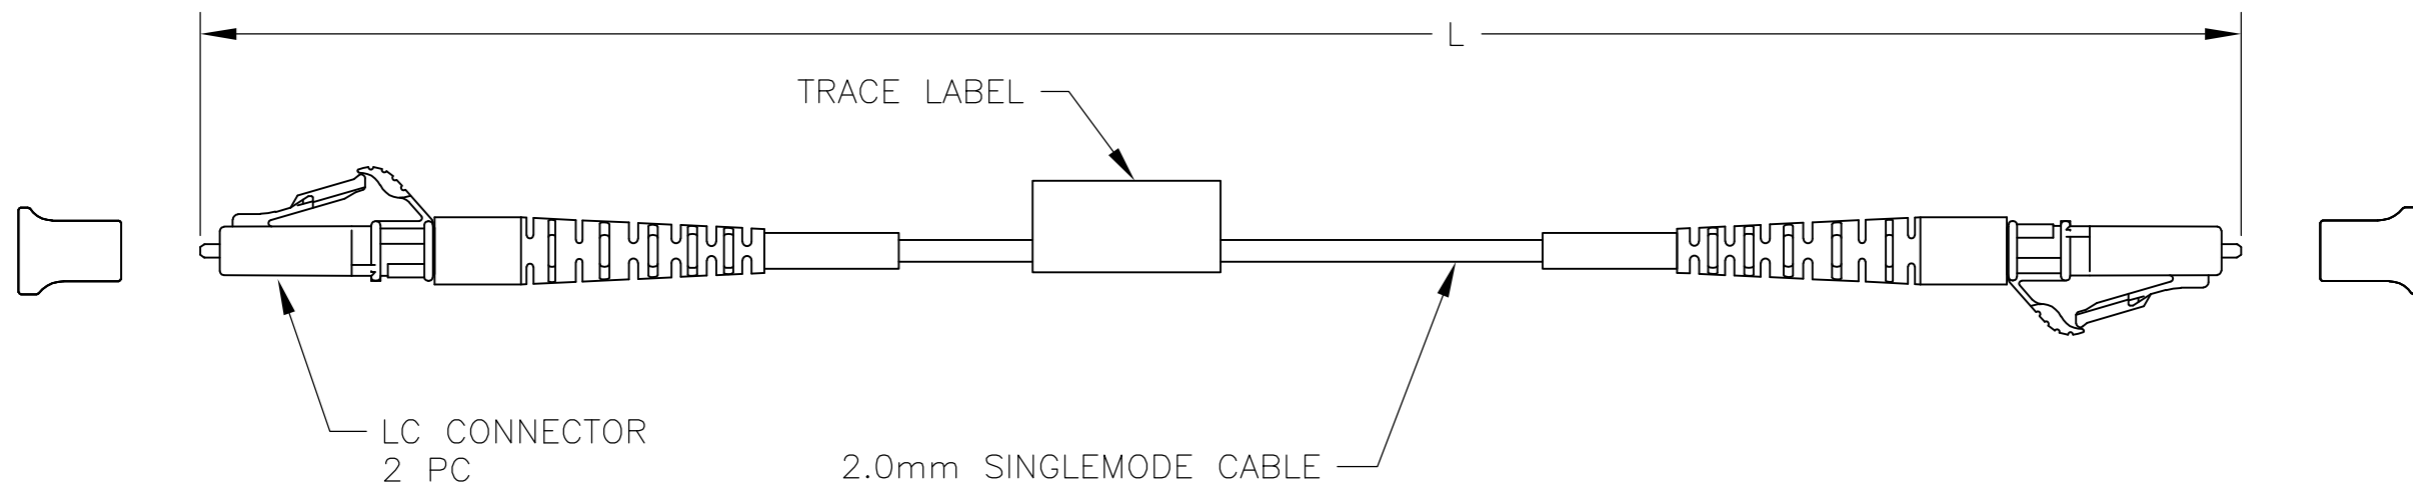 L
TRACE LABEL
LC CONNECTOR
2 PC
2.0mm SINGLEMODE CABLE